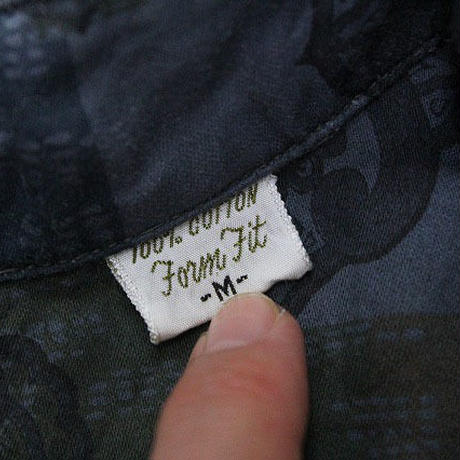 100% COTTON
Form Fit
-M-